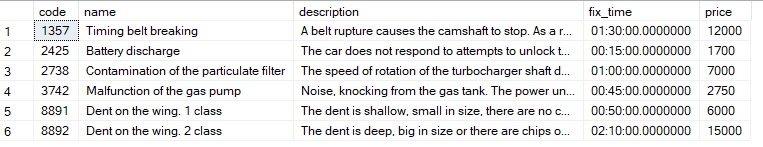 code name description fix_time price
1 1357 Timing belt breaking A belt rupture causes the camshaft to stop. As a r... 01:30:00.0000000 12000
2 2425 Battery discharge The car does not respond to attempts to unlock t... 00:15:00.0000000 1700
3 2738 Contamination of the particulate filter The speed of rotation of the turbocharger shaft d... 01:00:00.0000000 7000
4 3742 Malfunction of the gas pump Noise, knocking from the gas tank. The power un... 00:45:00.0000000 2750
5 8891 Dent on the wing. 1 class The dent is shallow, small in size, there are no c... 00:50:00.0000000 6000
6 8892 Dent on the wing. 2 class The dent is deep, big in size or there are chips o... 02:10:00.0000000 15000